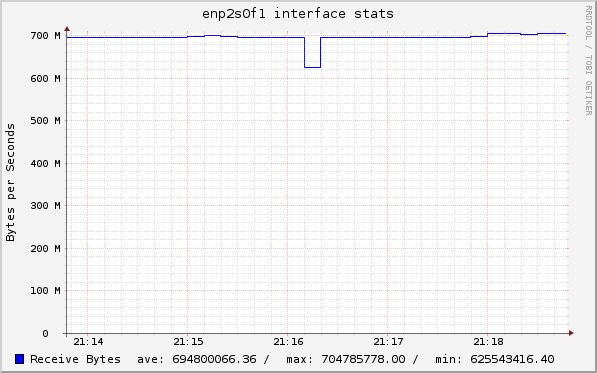 enp2s0f1 interface stats
RRDTOOL / TOBI OETIKER
Bytes per Seconds
700 M
600 M
500 M
400 M
300 M
200 M
100 M
0
21:14 21:15 21:16 21:17 21:18
Receive Bytes ave: 694800066.36 / max: 704785778.00 / min: 625543416.40